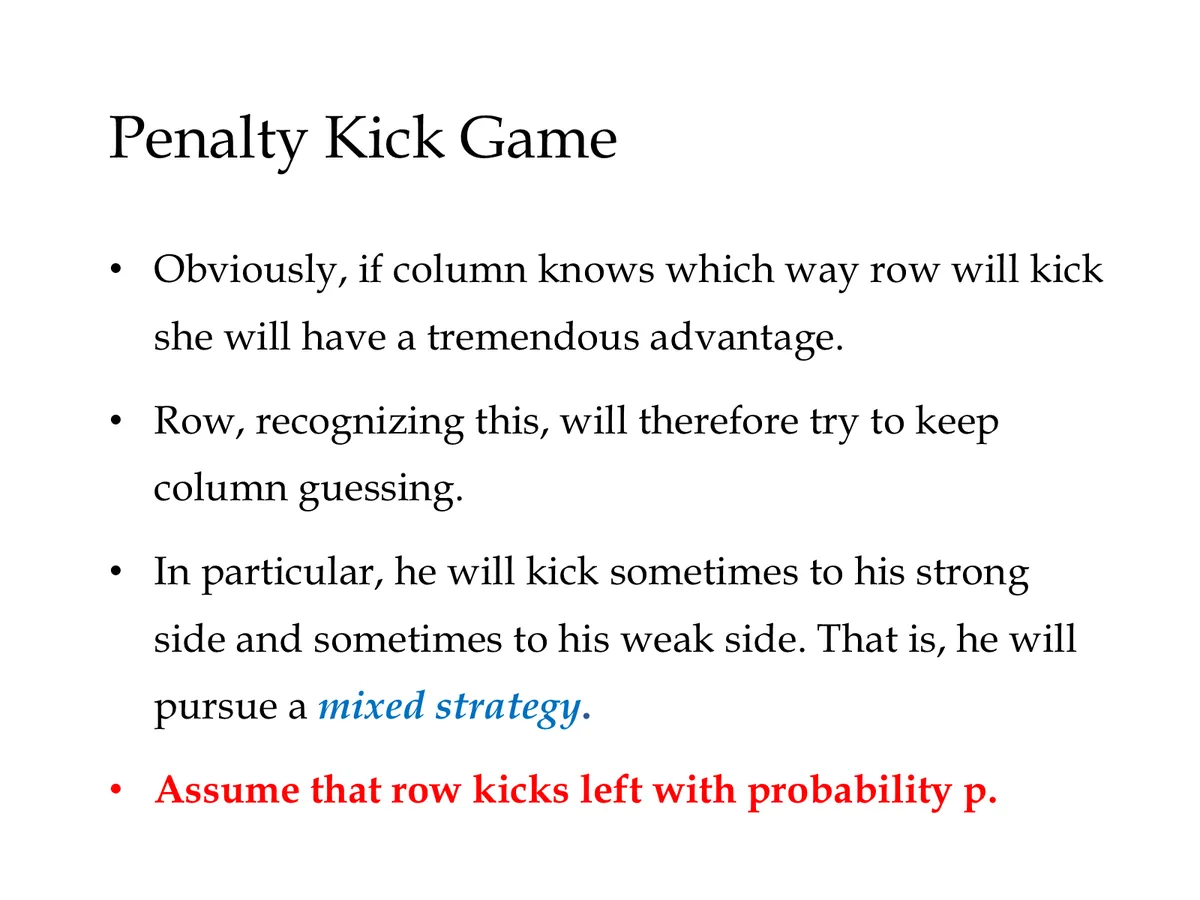 Penalty Kick Game
• Obviously, if column knows which way row will kick
she will have a tremendous advantage.
• Row, recognizing this, will therefore try to keep
column guessing.
• In particular, he will kick sometimes to his strong
side and sometimes to his weak side. That is, he will
pursue a mixed strategy.
• Assume that row kicks left with probability p.